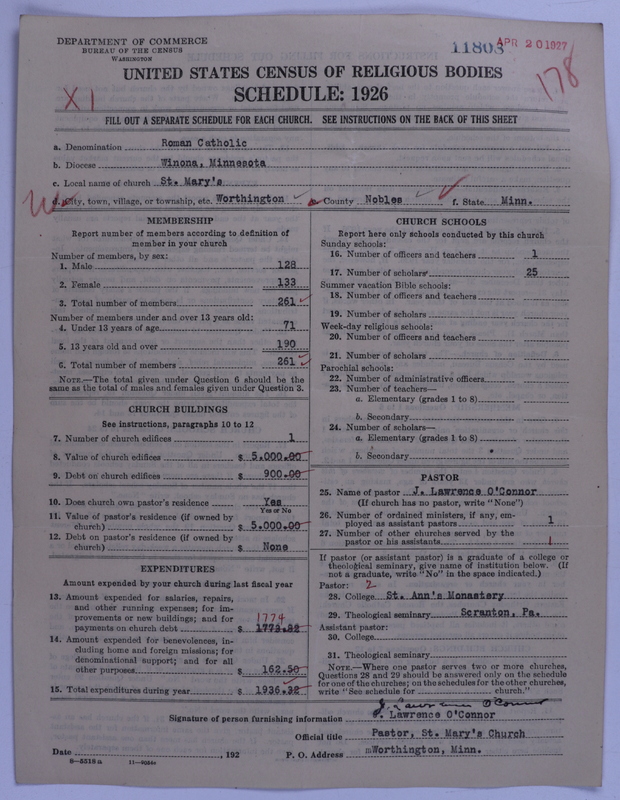 DEPARTMENT OF COMMERCE
BUREAU OF THE CENSUS
WASHINGTON
11803 APR 20 1927
178
XI
UNITED STATES CENSUS OF RELIGIOUS BODIES
SCHEDULE: 1926
FILL OUT A SEPARATE SCHEDULE FOR EACH CHURCH. SEE INSTRUCTIONS ON THE BACK OF THIS SHEET
a. Denomination Roman Catholic
b. Diocese Winona, Minnesota
c. Local name of church St. Mary's
d. City, town, village, or township, etc. Worthington e. County Nobles f. State Minn.
MEMBERSHIP
Report number of members according to definition of
member in your church
Number of members, by sex:
1. Male 128
2. Female 133
3. Total number of members 261
Number of members under and over 13 years old:
4. Under 13 years of age 71
5. 13 years old and over 190
6. Total number of members 261
NOTE.—The total given under Question 6 should be the
same as the total of males and females given under Question 3.
CHURCH BUILDINGS
See instructions, paragraphs 10 to 12
7. Number of church edifices 1
8. Value of church edifices $ 5.000.00
9. Debt on church edifices $ 900.00
10. Does church own pastor's residence Yes
Yes or No
11. Value of pastor's residence (if owned by
church) $ 5.000.00
12. Debt on pastor's residence (if owned by
church) $ None
EXPENDITURES
Amount expended by your church during last fiscal year
13. Amount expended for salaries, repairs,
and other running expenses; for im-
provements or new buildings; and for 1774
payments on church debt $ 1773.82
14. Amount expended for benevolences, in-
cluding home and foreign missions; for
denominational support; and for all
other purposes $ 162.50
15. Total expenditures during year $ 1936.32
CHURCH SCHOOLS
Report here only schools conducted by this church
Sunday schools:
16. Number of officers and teachers 1
17. Number of scholars 25
Summer vacation Bible schools:
18. Number of officers and teachers
19. Number of scholars
Week-day religious schools:
20. Number of officers and teachers
21. Number of scholars
Parochial schools:
22. Number of administrative officers
23. Number of teachers—
a. Elementary (grades 1 to 8)
b. Secondary
24. Number of scholars—
a. Elementary (grades 1 to 8)
b. Secondary
PASTOR
25. Name of pastor J. Lawrence O'Connor
(If church has no pastor, write "None")
26. Number of ordained ministers, if any, em-
ployed as assistant pastors 1
27. Number of other churches served by the
pastor or his assistants 1
If pastor (or assistant pastor) is a graduate of a college or
theological seminary, give name of institution below. (If
not a graduate, write "No" in the space indicated.)
Pastor: 2
28. College St. Ann's Monastery
29. Theological seminary Scranton, Pa.
Assistant pastor:
30. College
31. Theological seminary
NOTE.—Where one pastor serves two or more churches,
Questions 28 and 29 should be answered only on the schedule
for one of the churches; on the schedules for the other churches,
write "See schedule for church."
J. Lawrence O'Connor
Signature of person furnishing information J. Lawrence O'Connor
Official title Pastor, St. Mary's Church
Date , 192 P. O. Address Worthington, Minn.
8—5518 a